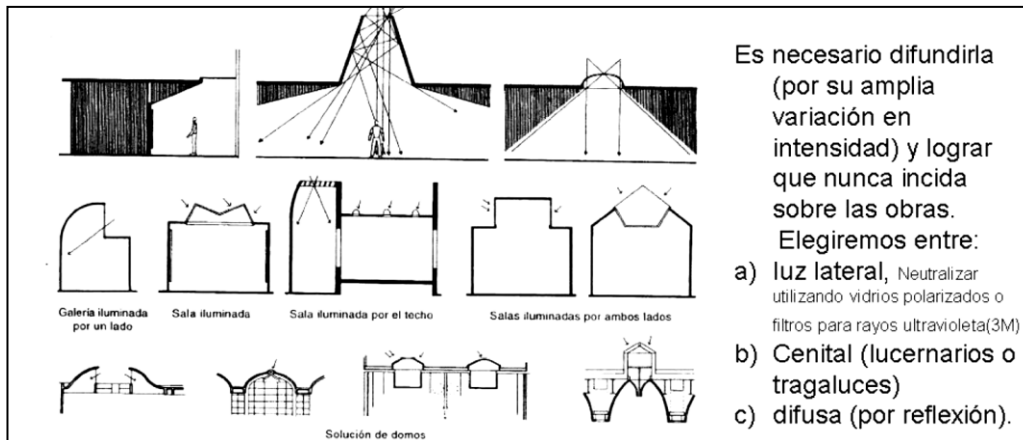 Es necesario difundirla
(por su amplia
variación en
intensidad) y lograr
que nunca incida
sobre las obras.
Elegiremos entre:
a) luz lateral, Neutralizar
utilizando vidrios polarizados o
filtros para rayos ultravioleta(3M)
b) Cenital (lucernarios o
tragaluces)
c) difusa (por reflexión).
Galería iluminada
por un lado
Sala iluminada
Sala iluminada por el techo
Salas iluminadas por ambos lados
Solución de domos